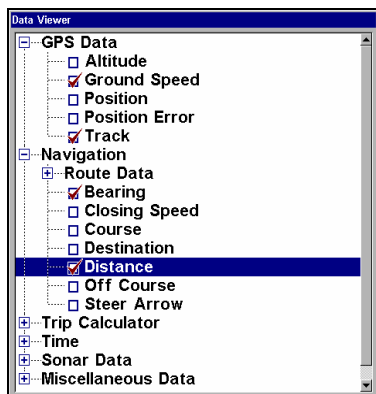 Data Viewer
GPS Data
Altitude
Ground Speed
Position
Position Error
Track
Navigation
Route Data
Bearing
Closing Speed
Course
Destination
Distance
Off Course
Steer Arrow
Trip Calculator
Time
Sonar Data
Miscellaneous Data